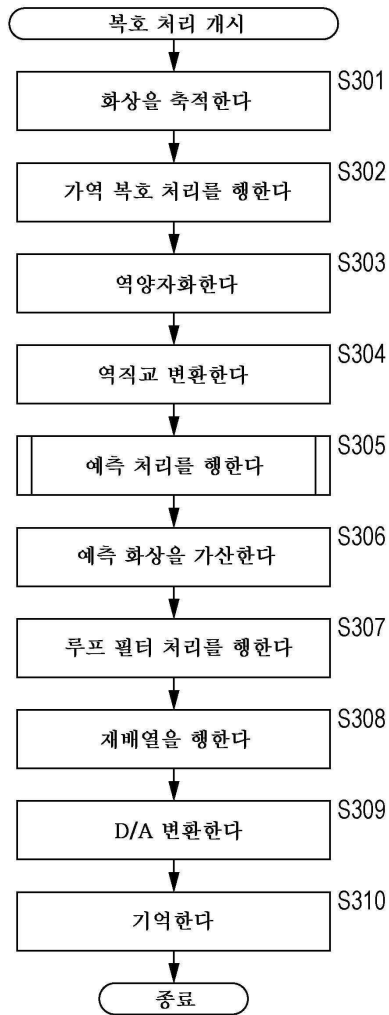 복호 처리 개시
S301
화상을 축적한다
S302
가역 복호 처리를 행한다
S303
역양자화한다
S304
역직교 변환한다
S305
예측 처리를 행한다
S306
예측 화상을 가산한다
S307
루프 필터 처리를 행한다
S308
재배열을 행한다
S309
D/A 변환한다
S310
기억한다
종료